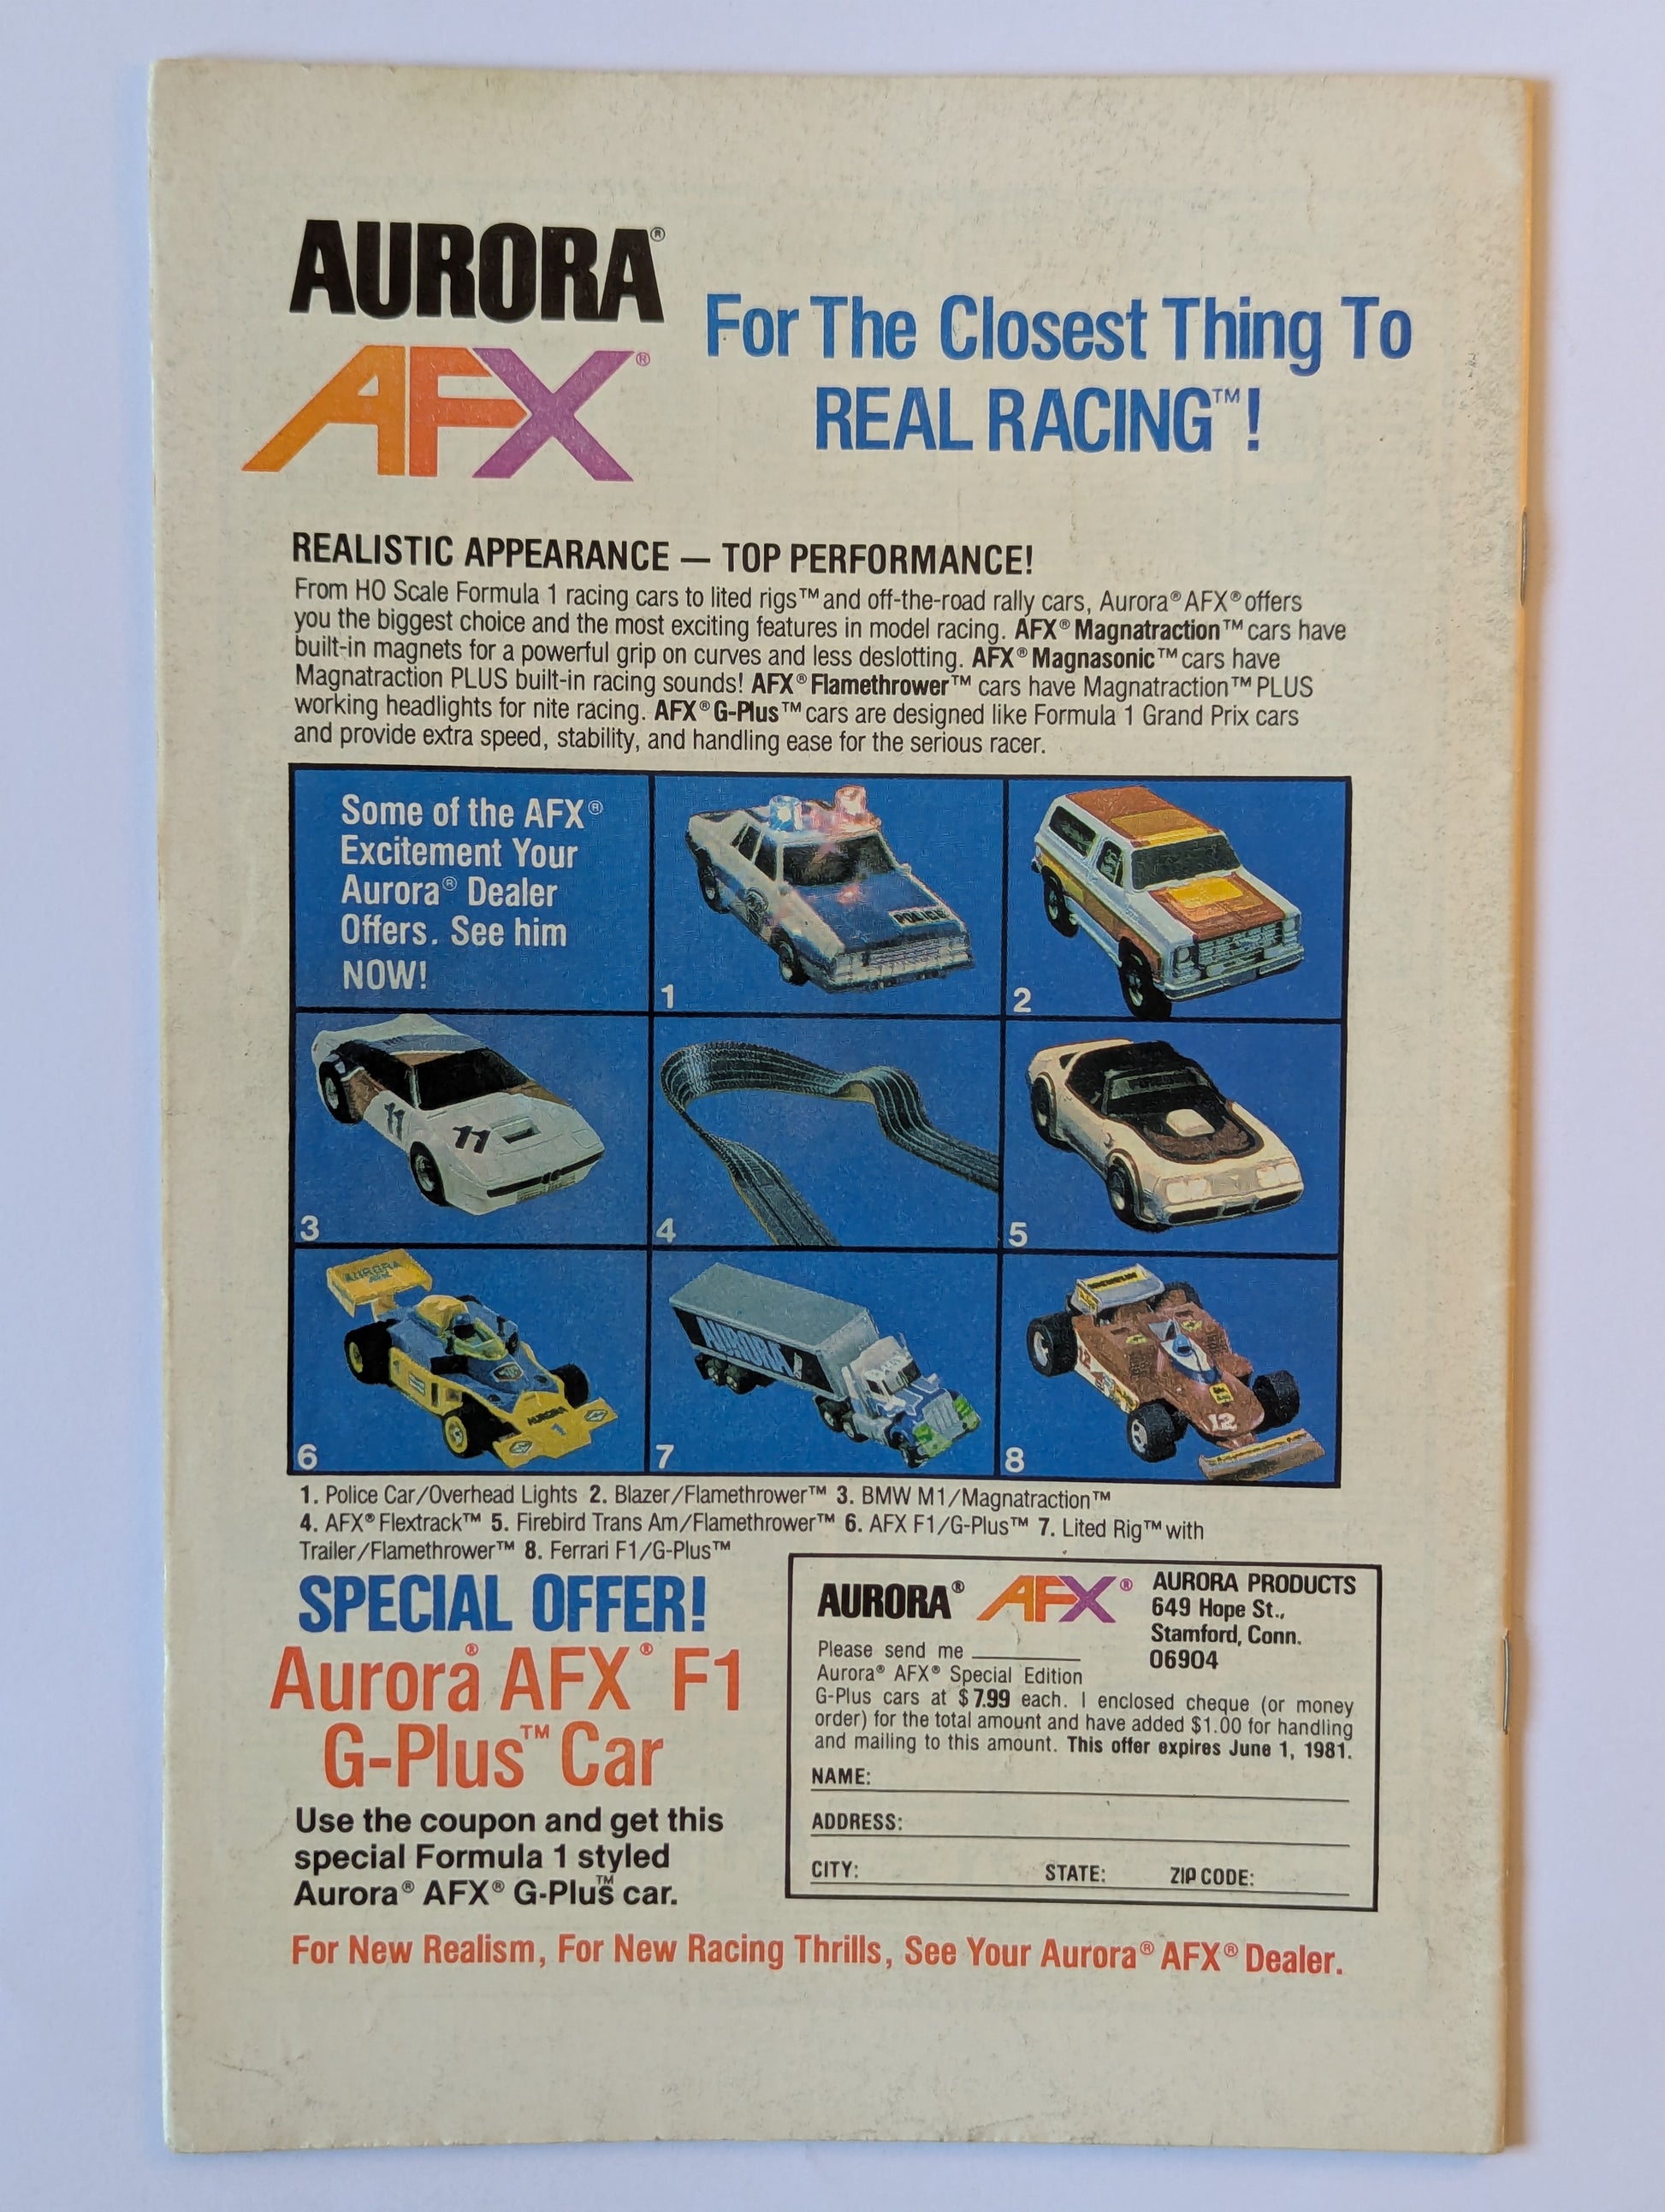 AURORA®
AFX®
For The Closest Thing To
REAL RACING™!
REALISTIC APPEARANCE — TOP PERFORMANCE!
From HO Scale Formula 1 racing cars to lited rigs™ and off-the-road rally cars, Aurora® AFX® offers
you the biggest choice and the most exciting features in model racing. AFX® Magnatraction™ cars have
built-in magnets for a powerful grip on curves and less deslotting. AFX® Magnasonic™ cars have
Magnatraction PLUS built-in racing sounds! AFX® Flamethrower™ cars have Magnatraction™ PLUS
working headlights for nite racing. AFX® G-Plus™ cars are designed like Formula 1 Grand Prix cars
and provide extra speed, stability, and handling ease for the serious racer.
Some of the AFX®
Excitement Your
Aurora® Dealer
Offers. See him
NOW!
POLICE
1
2
11
11
3
4
5
AURORA
AURORA
1
6
AURORA
7
12
12
8
1. Police Car/Overhead Lights 2. Blazer/Flamethrower™ 3. BMW M1/Magnatraction™
4. AFX® Flextrack™ 5. Firebird Trans Am/Flamethrower™ 6. AFX F1/G-Plus™ 7. Lited Rig™ with
Trailer/Flamethrower™ 8. Ferrari F1/G-Plus™
SPECIAL OFFER!
Aurora® AFX® F1
G-Plus™ Car
Use the coupon and get this
special Formula 1 styled
Aurora® AFX® G-Plus™ car.
AURORA® AFX®
AURORA PRODUCTS
649 Hope St.,
Stamford, Conn.
06904
Please send me
Aurora® AFX® Special Edition
G-Plus cars at $7.99 each. I enclosed cheque (or money
order) for the total amount and have added $1.00 for handling
and mailing to this amount. This offer expires June 1, 1981.
NAME:
ADDRESS:
CITY: STATE: ZIP CODE:
For New Realism, For New Racing Thrills, See Your Aurora® AFX® Dealer.